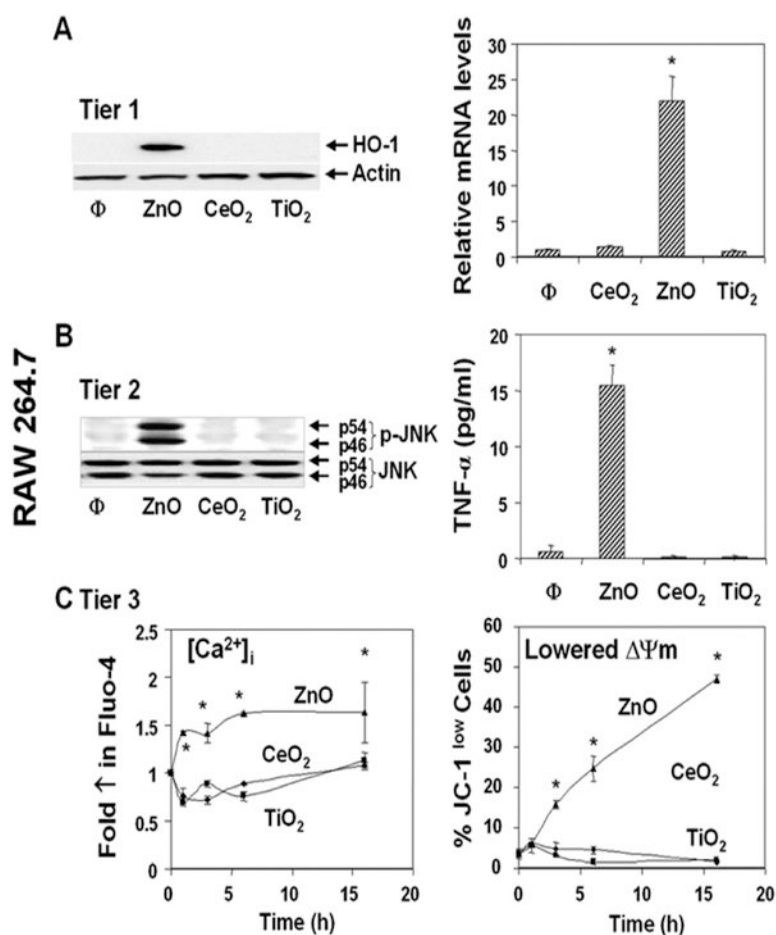 A
Tier 1
HO-1
Actin
Φ ZnO CeO₂ TiO₂
Relative mRNA levels
30
25
20
15
10
5
0
*
Φ CeO₂ ZnO TiO₂
RAW 264.7
B
Tier 2
p54
p46
p-JNK
p54
p46
JNK
Φ ZnO CeO₂ TiO₂
TNF-α (pg/ml)
20
15
10
5
0
*
Φ ZnO CeO₂ TiO₂
C Tier 3
Fold ↑ in Fluo-4
2.5
2
1.5
1
0.5
0
[Ca²⁺]ᵢ
* * * *
ZnO
CeO₂
TiO₂
0 5 10 15 20
Time (h)
% JC-1 ˡᵒʷ Cells
60
50
40
30
20
10
0
Lowered ΔΨm
* * *
ZnO
CeO₂
TiO₂
0 5 10 15 20
Time (h)